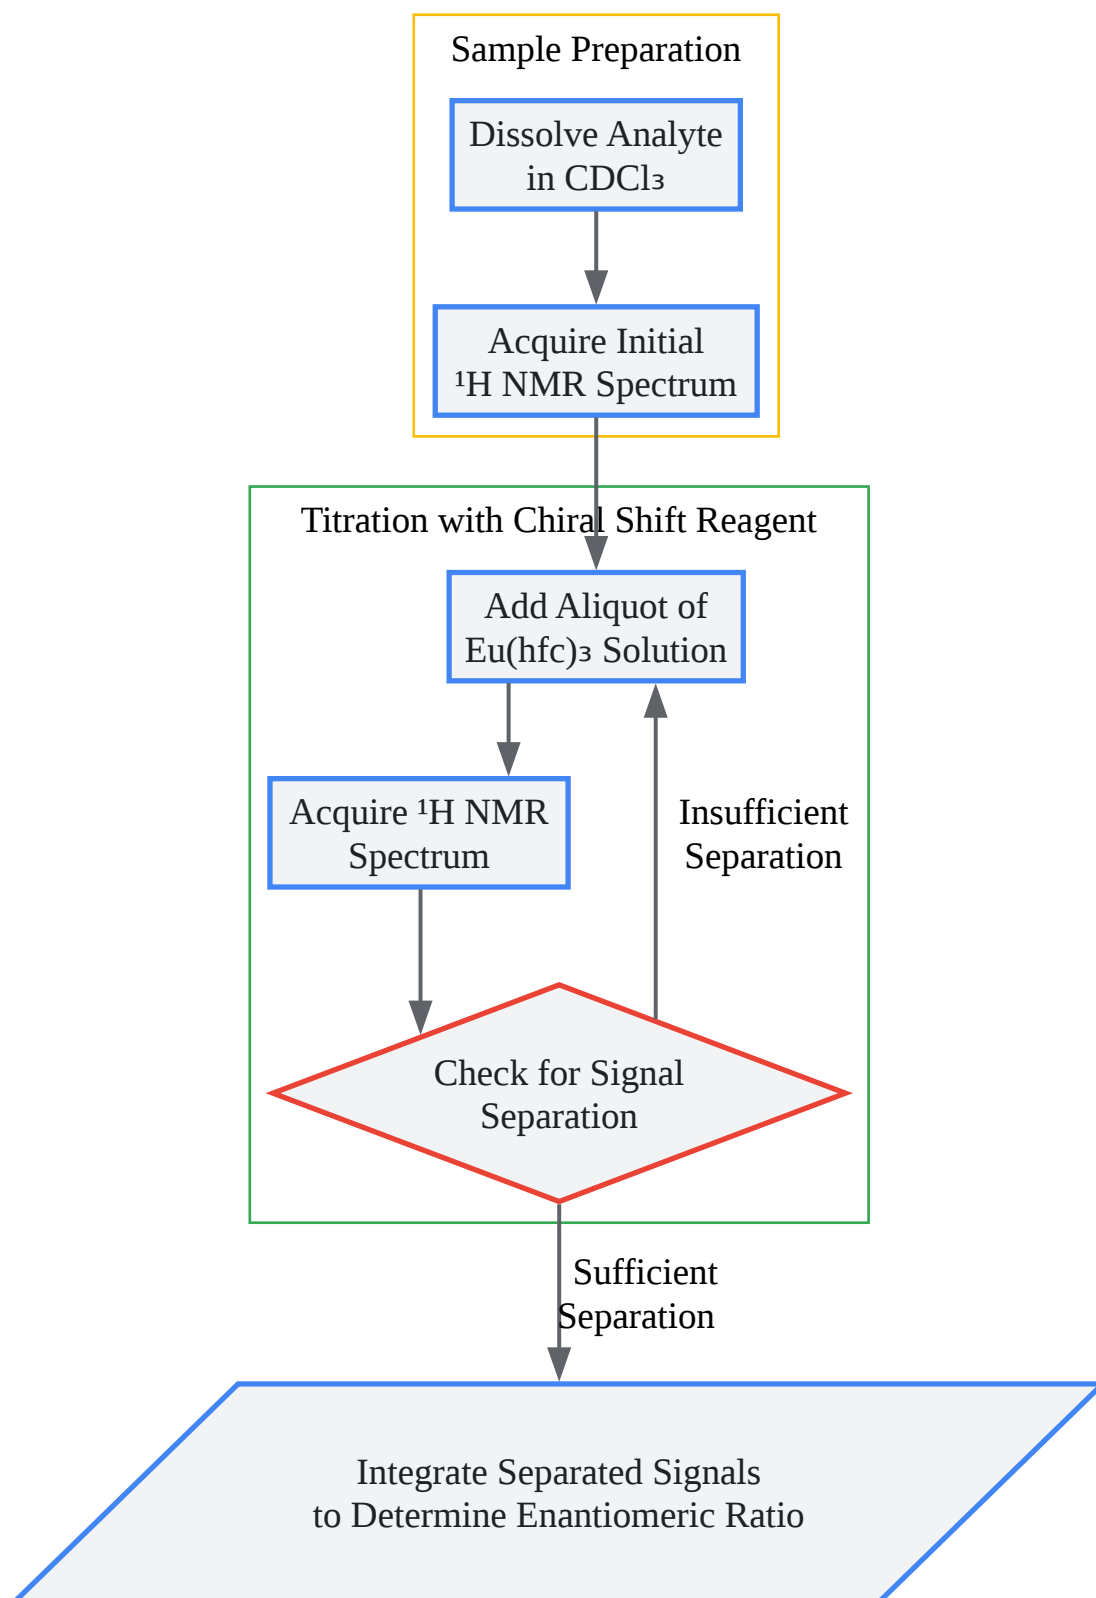 Sample Preparation
Dissolve Analyte
in CDCl₃
Acquire Initial
¹H NMR Spectrum
Titration with Chiral Shift Reagent
Add Aliquot of
Eu(hfc)₃ Solution
Acquire ¹H NMR
Spectrum
Insufficient
Separation
Check for Signal
Separation
Sufficient
Separation
Integrate Separated Signals
to Determine Enantiomeric Ratio